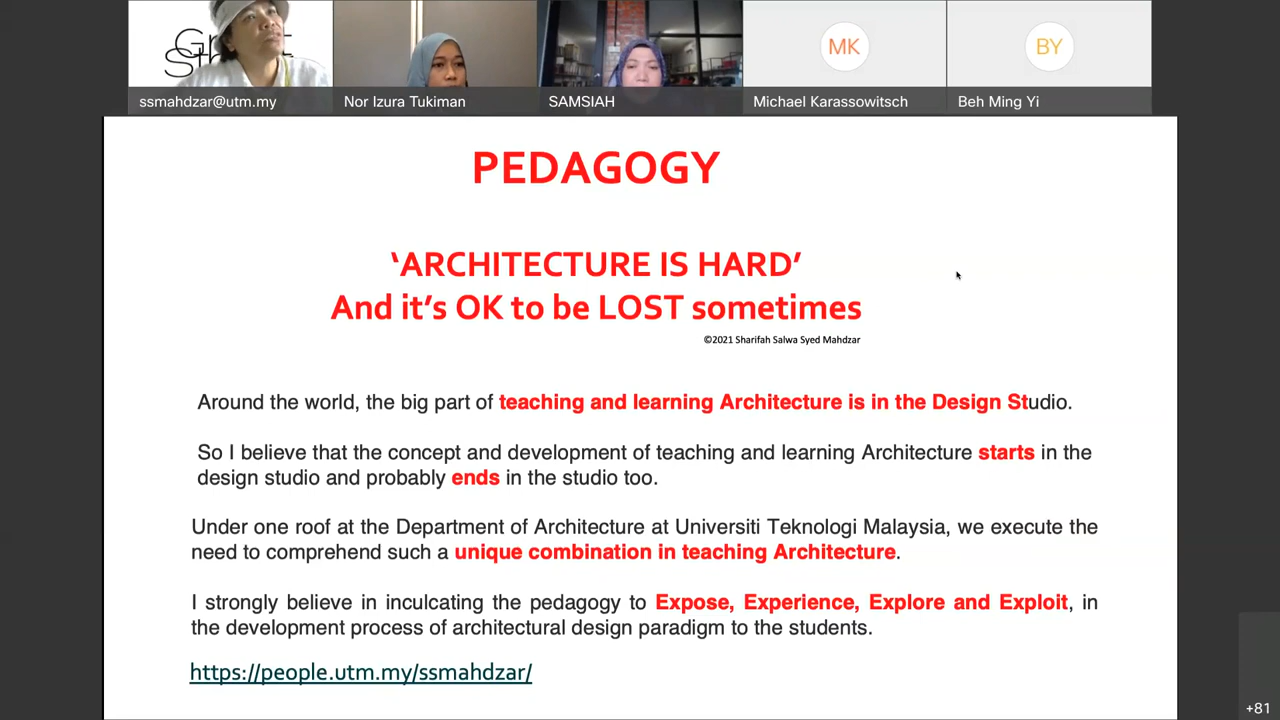 ssmahdzar@utm.my
Nor Izura Tukiman
SAMSIAH
MK
Michael Karassowitsch
BY
Beh Ming Yi
PEDAGOGY
‘ARCHITECTURE IS HARD’
And it’s OK to be LOST sometimes
©2021 Sharifah Salwa Syed Mahdzar
Around the world, the big part of teaching and learning Architecture is in the Design Studio.
So I believe that the concept and development of teaching and learning Architecture starts in the
design studio and probably ends in the studio too.
Under one roof at the Department of Architecture at Universiti Teknologi Malaysia, we execute the
need to comprehend such a unique combination in teaching Architecture.
I strongly believe in inculcating the pedagogy to Expose, Experience, Explore and Exploit, in
the development process of architectural design paradigm to the students.
https://people.utm.my/ssmahdzar/
+81